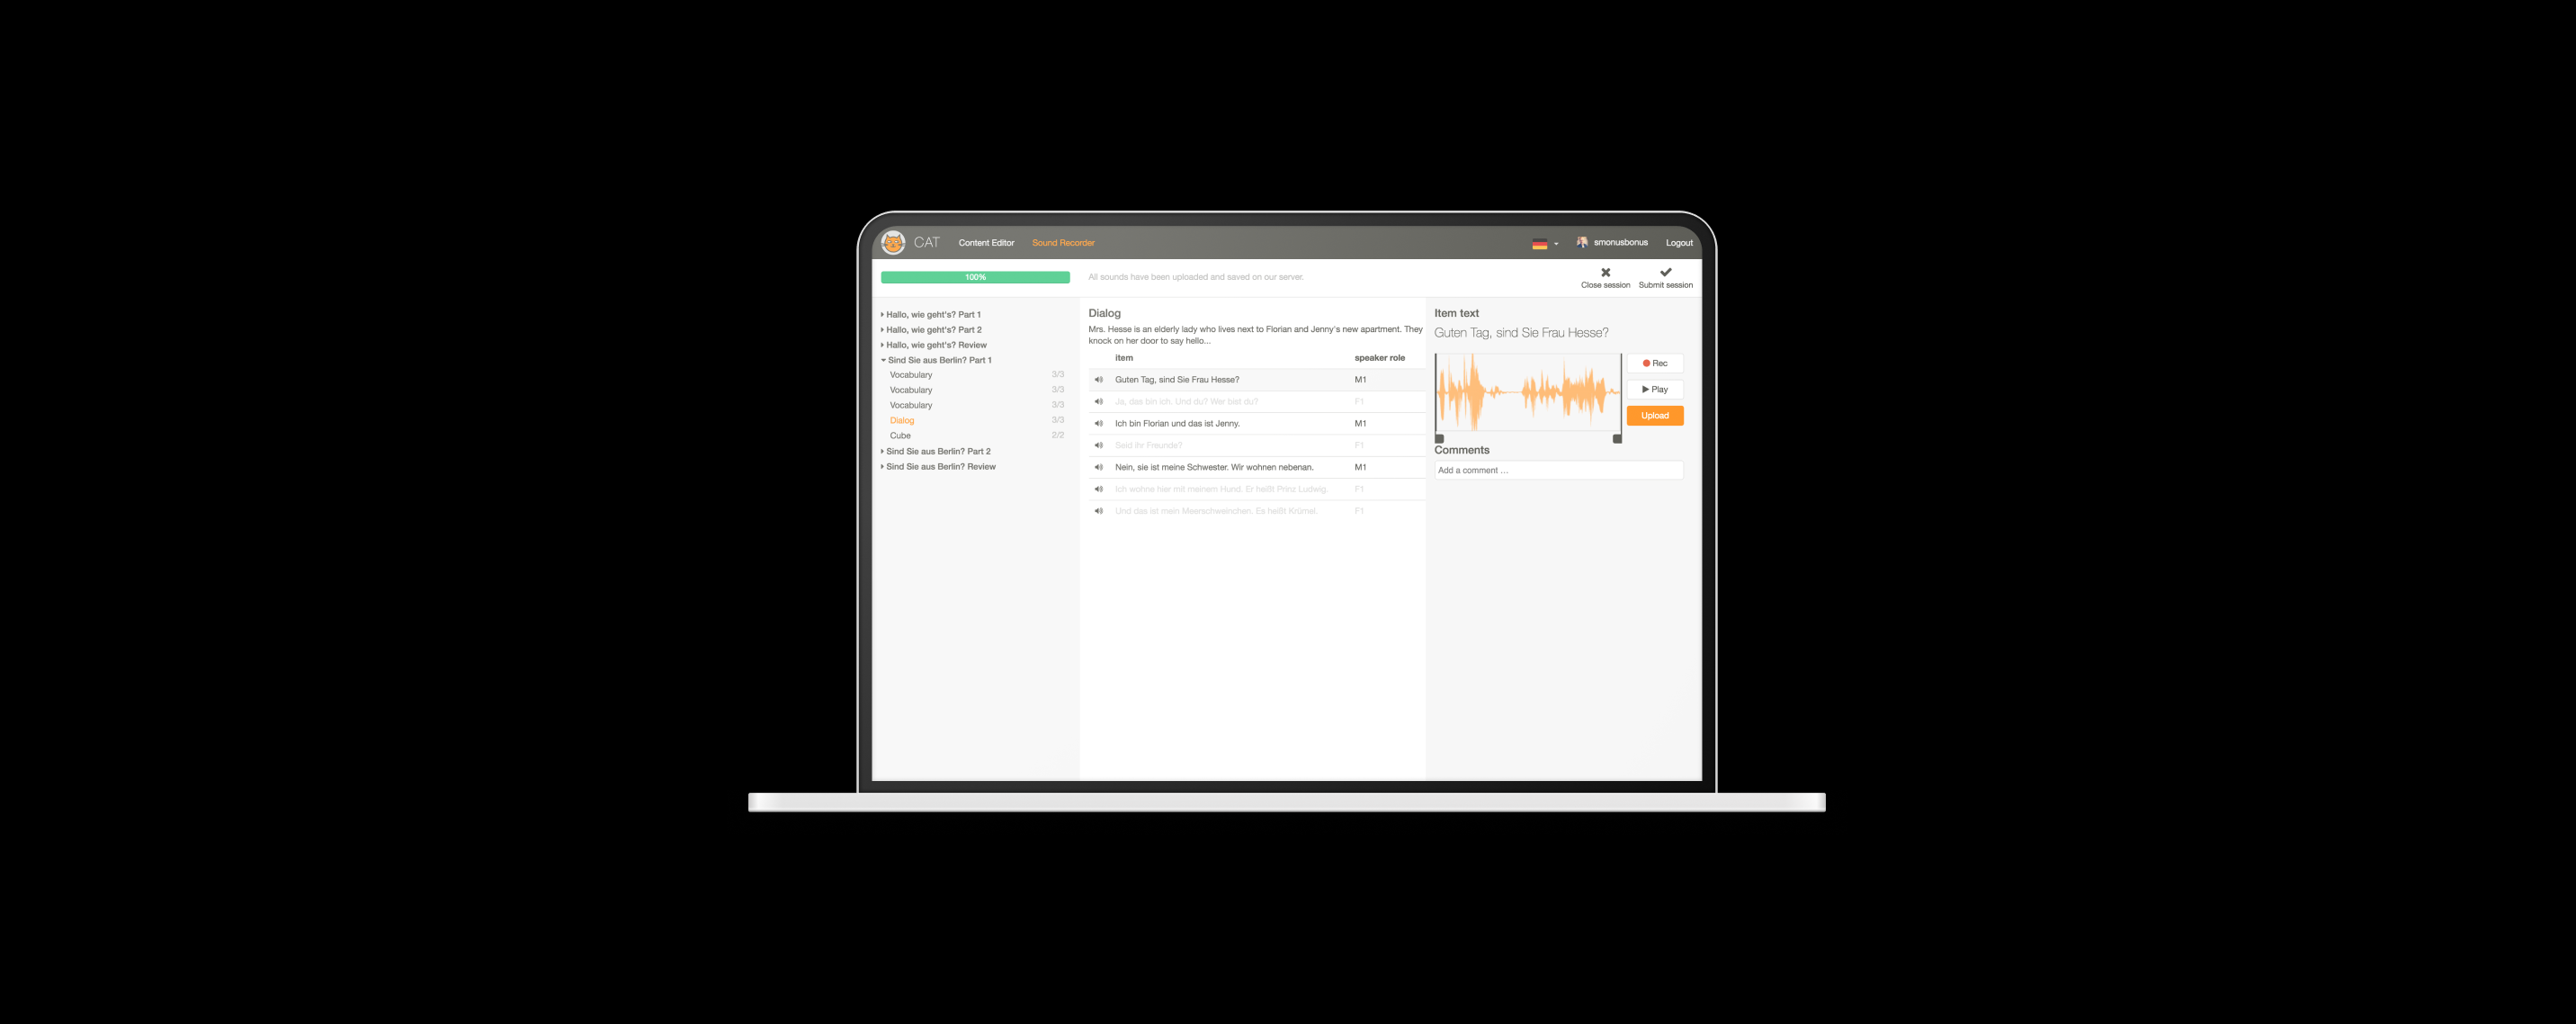 CAT Content Editor Sound Recorder smonusbonus Logout
100% All sounds have been uploaded and saved on our server.
Close session Submit session
Hallo, wie geht's? Part 1
Hallo, wie geht's? Part 2
Hallo, wie geht's? Review
Sind Sie aus Berlin? Part 1
Vocabulary 3/3
Vocabulary 3/3
Vocabulary 3/3
Dialog 3/3
Cube 2/2
Sind Sie aus Berlin? Part 2
Sind Sie aus Berlin? Review
Dialog
Mrs. Hesse is an elderly lady who lives next to Florian and Jenny's new apartment. They
knock on her door to say hello...
item speaker role
Guten Tag, sind Sie Frau Hesse? M1
Ja, das bin ich. Und du? Wer bist du? F1
Ich bin Florian und das ist Jenny. M1
Seid ihr Freunde? F1
Nein, sie ist meine Schwester. Wir wohnen nebenan. M1
Ich wohne hier mit meinem Hund. Er heißt Prinz Ludwig. F1
Und das ist mein Meerschweinchen. Es heißt Krümel. F1
Item text
Guten Tag, sind Sie Frau Hesse?
Rec
Play
Upload
Comments
Add a comment ...